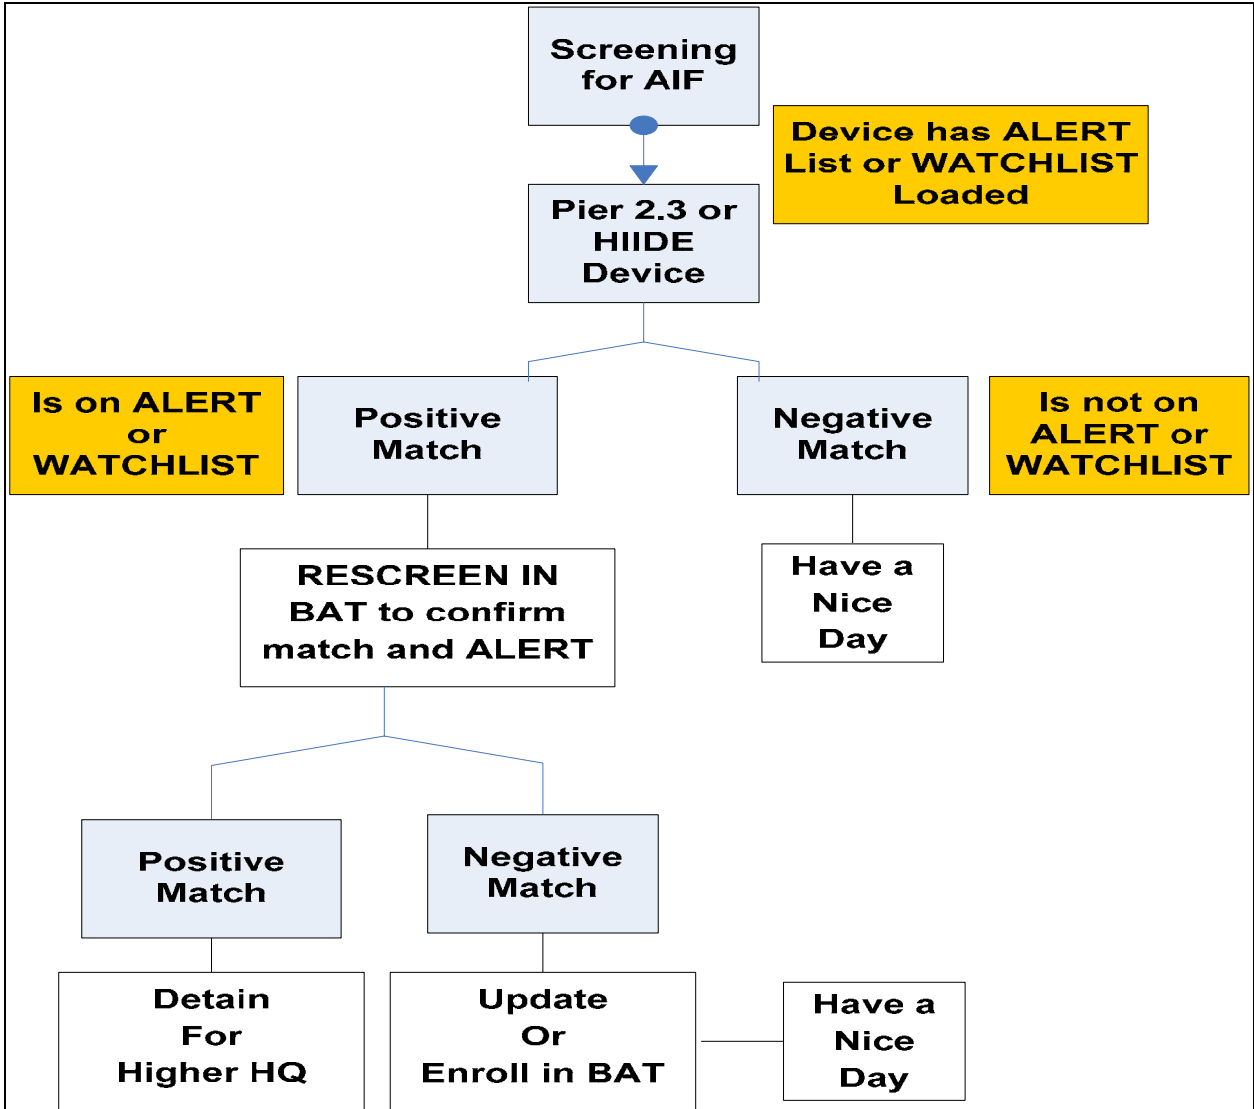 Screening
for AIF
Device has ALERT
List or WATCHLIST
Loaded
Pier 2.3 or
HIIDE
Device
Is on ALERT
or
WATCHLIST
Positive
Match
Negative
Match
Is not on
ALERT or
WATCHLIST
RESCREEN IN
BAT to confirm
match and ALERT
Have a
Nice
Day
Positive
Match
Negative
Match
Detain
For
Higher HQ
Update
Or
Enroll in BAT
Have a
Nice
Day